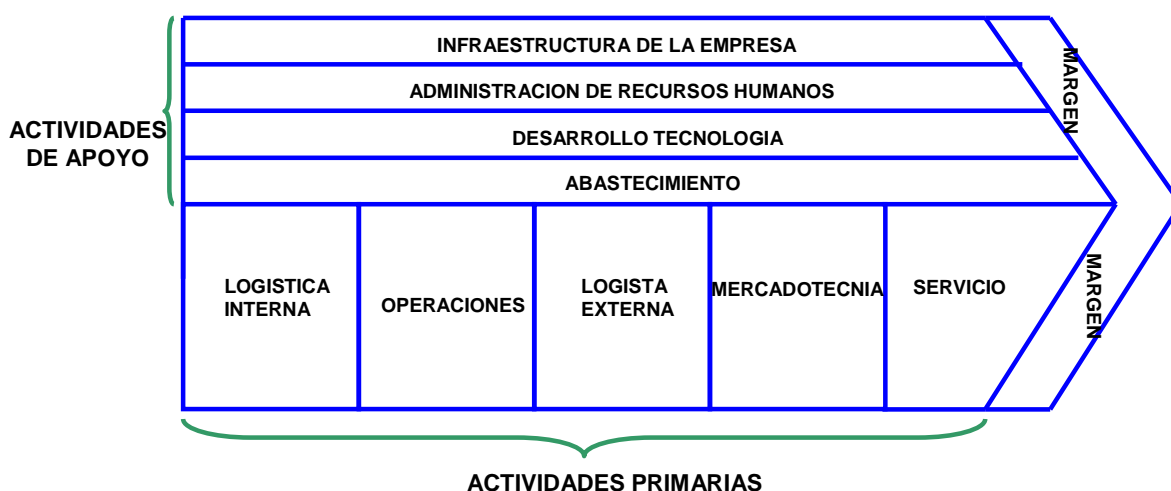 INFRAESTRUCTURA DE LA EMPRESA
ADMINISTRACION DE RECURSOS HUMANOS
DESARROLLO TECNOLOGIA
ABASTECIMIENTO
MARGEN
ACTIVIDADES
DE APOYO
LOGISTICA
INTERNA
OPERACIONES
LOGISTA
EXTERNA
MERCADOTECNIA
SERVICIO
MARGEN
ACTIVIDADES PRIMARIAS